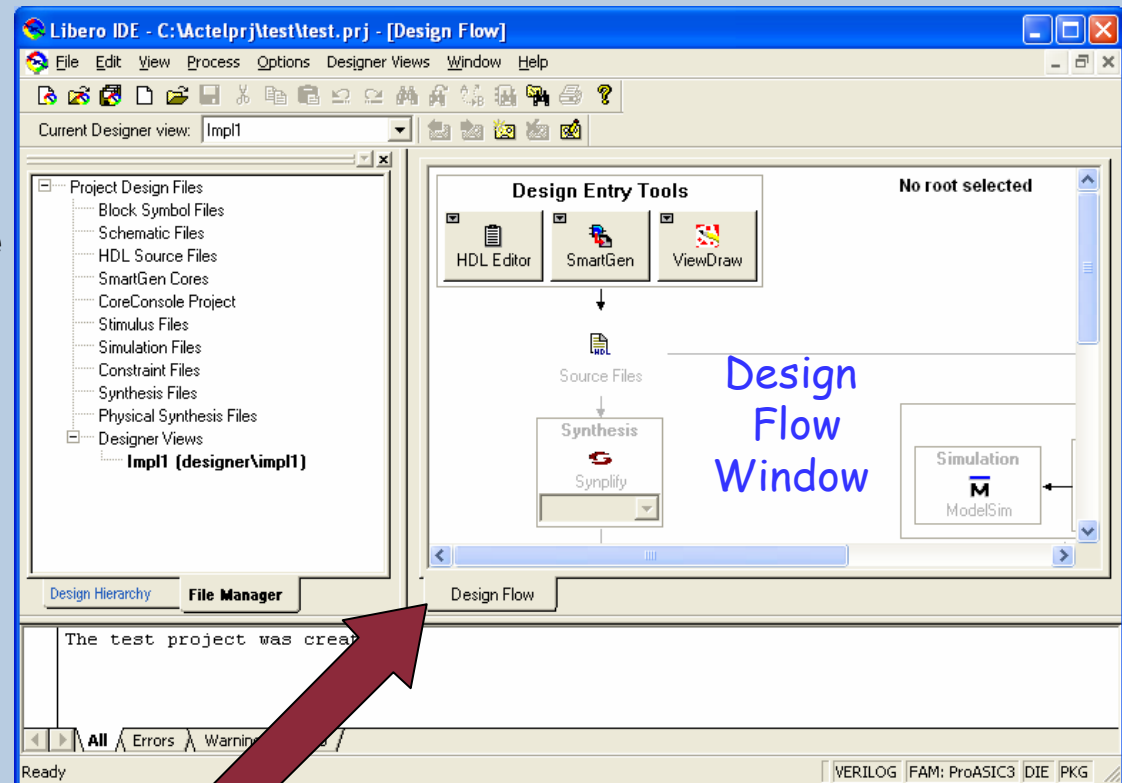 Libero IDE - C:\Actelprj\test\test.prj - [Design Flow]
File Edit View Process Options Designer Views Window Help
Current Designer view: Impl1
Project Design Files
Block Symbol Files
Schematic Files
HDL Source Files
SmartGen Cores
CoreConsole Project
Stimulus Files
Simulation Files
Constraint Files
Synthesis Files
Physical Synthesis Files
Designer Views
Impl1 (designer\impl1)
Design Hierarchy File Manager
Design Entry Tools
No root selected
HDL Editor SmartGen ViewDraw
HDL
Source Files
Synthesis
Synplify
Design
Flow
Window
Simulation
M
ModelSim
Design Flow
The test project was
All Errors
Ready
VERILOG FAM: ProASIC3 DIE PKG